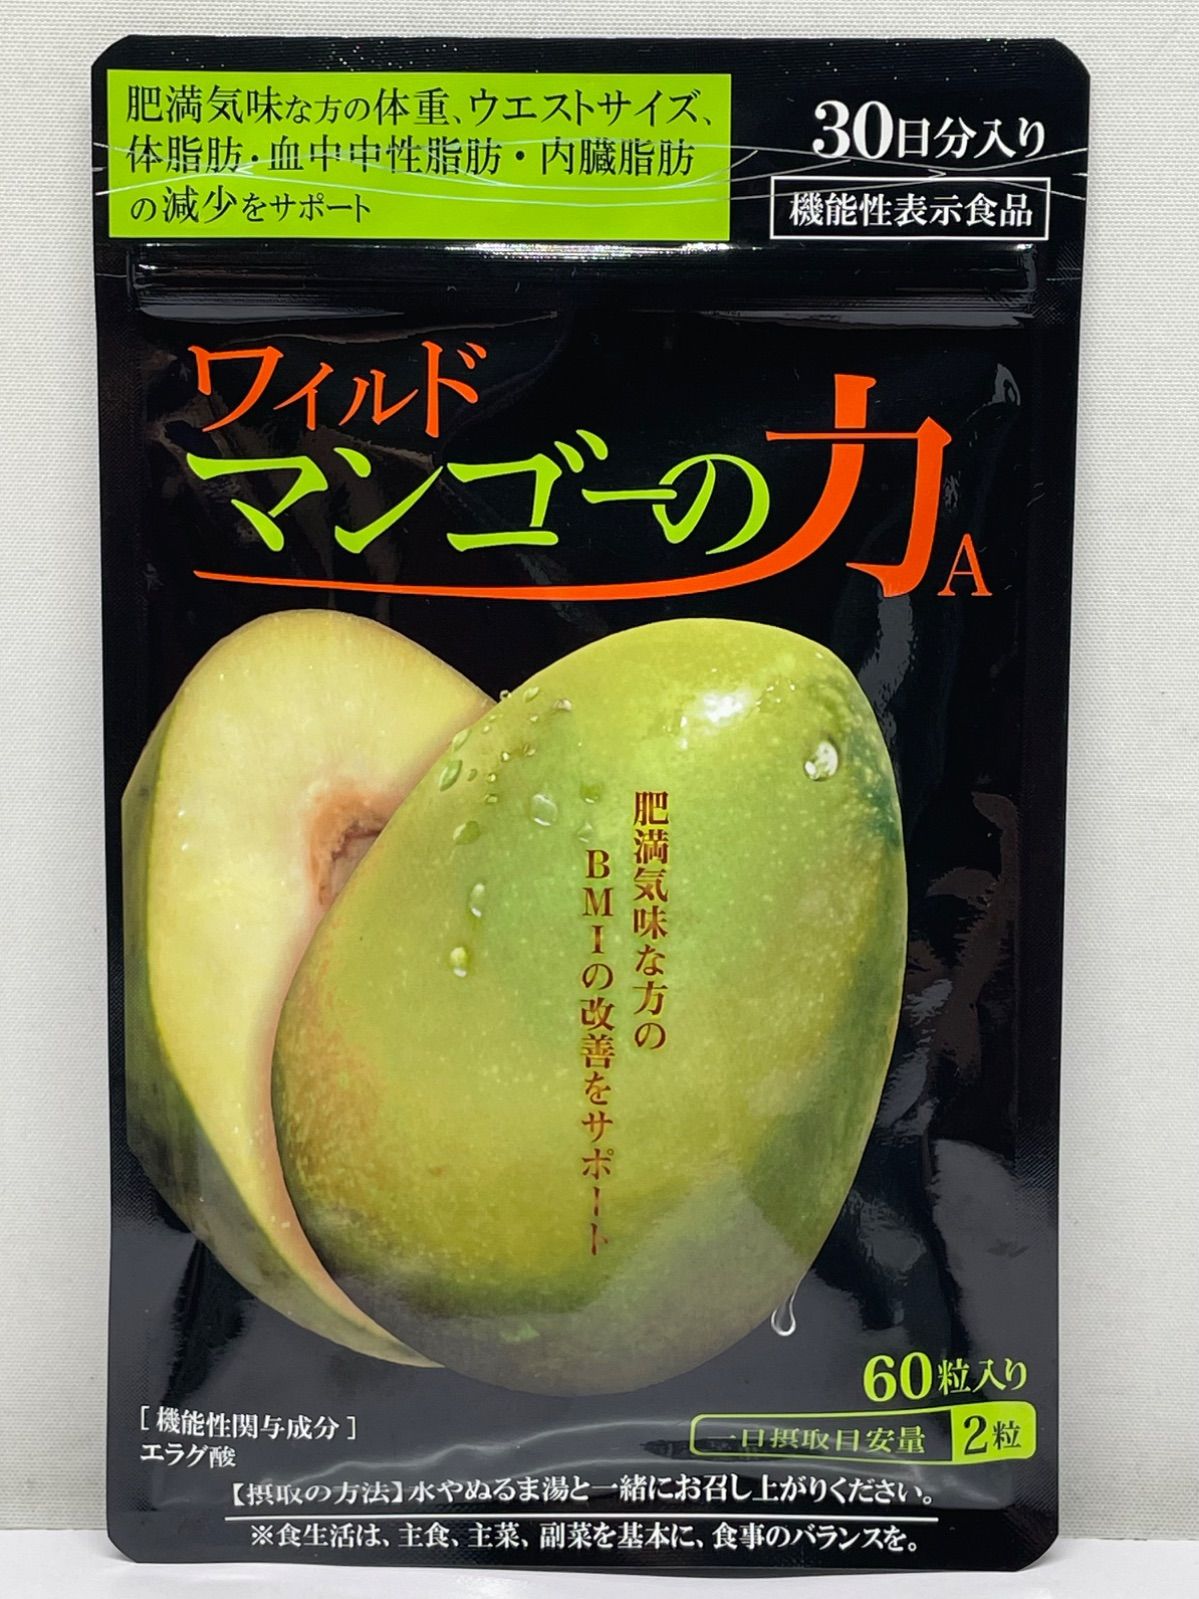 肥満気味な方の体重、ウエストサイズ、
体脂肪・血中中性脂肪・内臓脂肪
の減少をサポート
30日分入り
機能性表示食品
ワイルド
マンゴーの力A
肥満気味な方の
BMIの改善をサポート
60粒入り
一日摂取目安量 2粒
［機能性関与成分］
エラグ酸
【摂取の方法】水やぬるま湯と一緒にお召し上がりください。
※食生活は、主食、主菜、副菜を基本に、食事のバランスを。